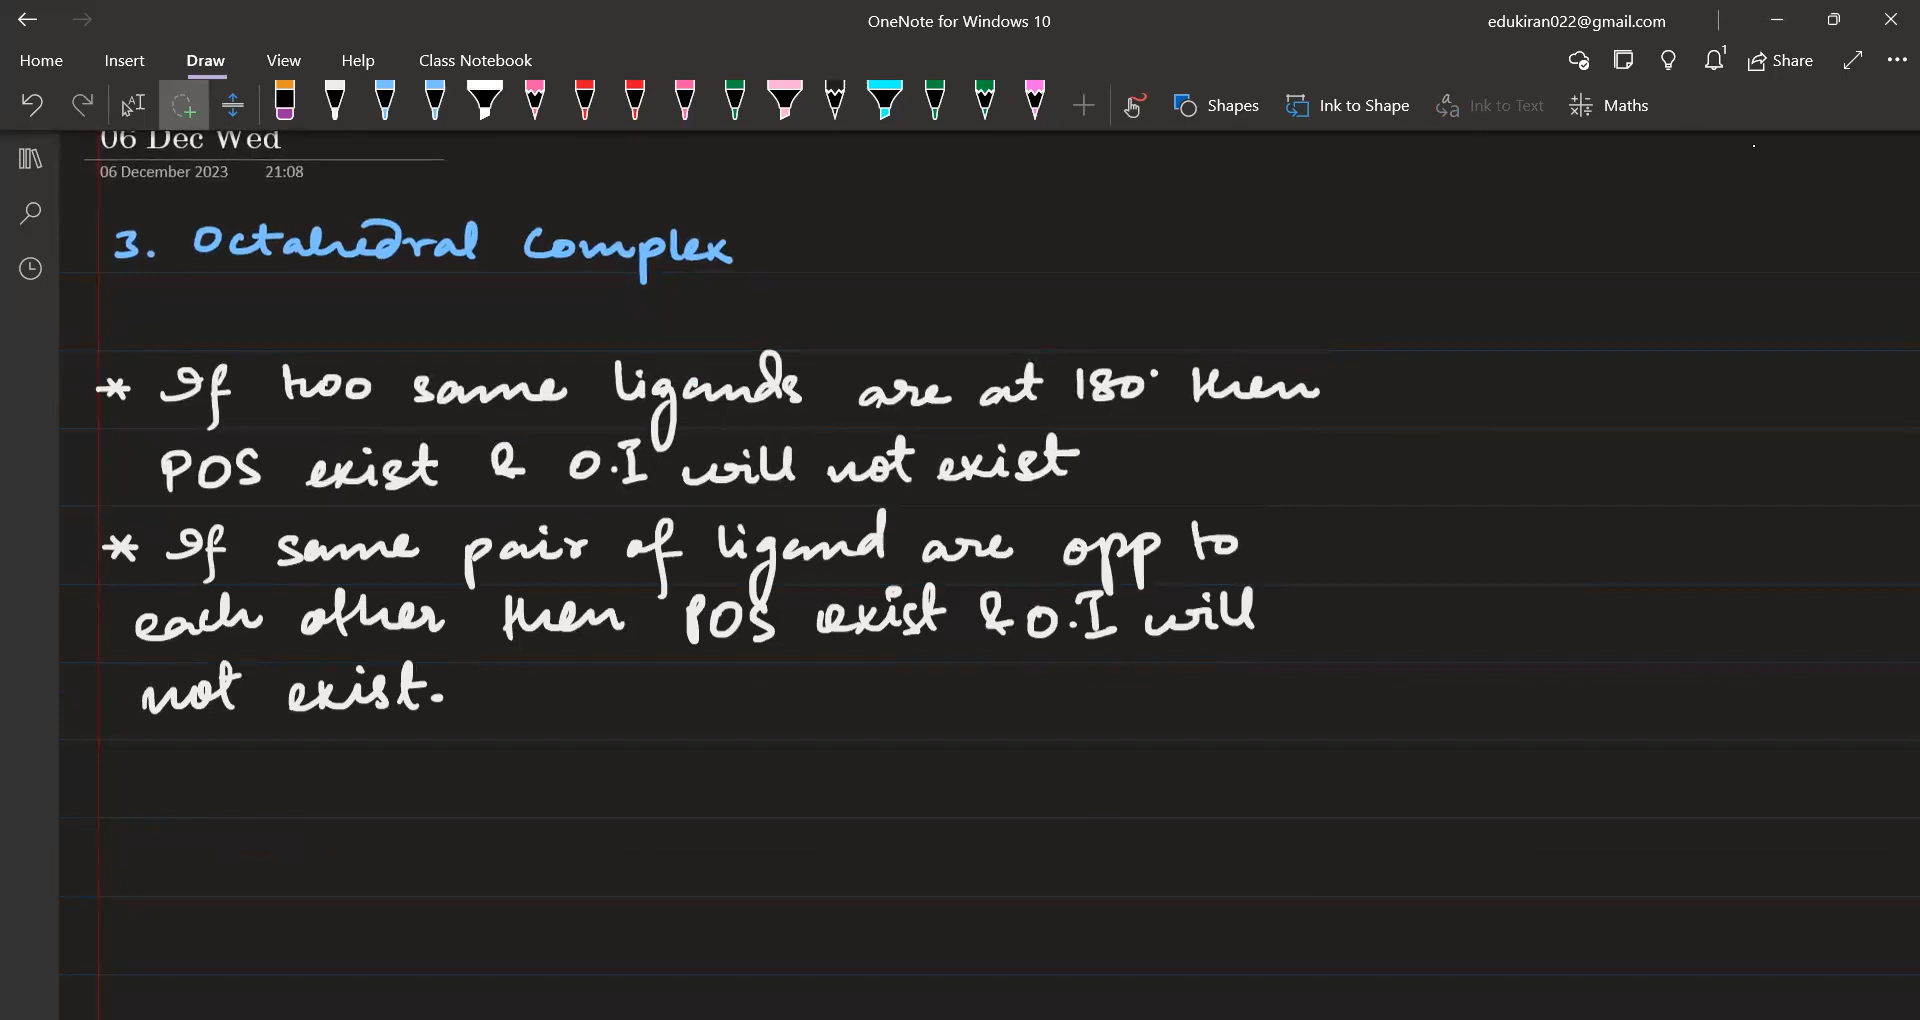 OneNote for Windows 10
edukiran022@gmail.com
Home Insert Draw View Help Class Notebook
1 Share
Shapes Ink to Shape Ink to Text Maths
06 Dec Wed
06 December 2023 21:08
3. Octahedral Complex
* If two same ligands are at 180° then
POS exist & O.I will not exist
* If same pair of ligand are opp to
each other then POS exist & O.I will
not exist.